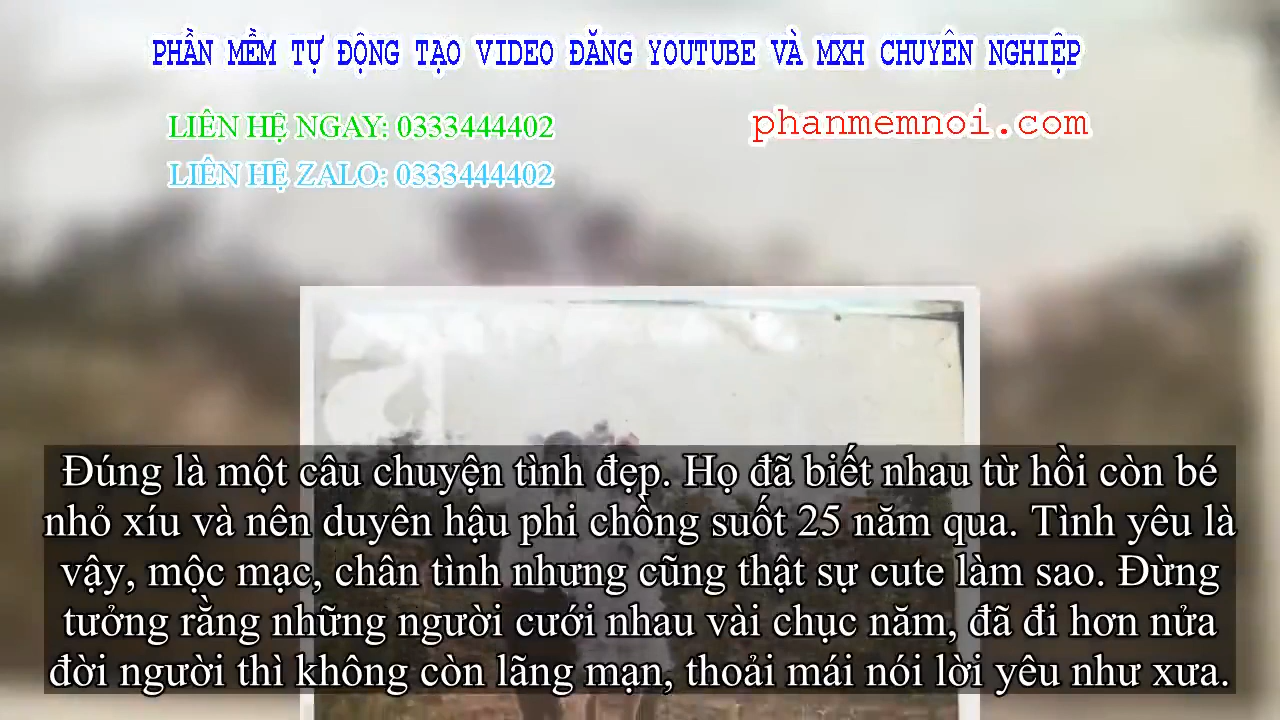 PHẦN MỀM TỰ ĐỘNG TẠO VIDEO ĐĂNG YOUTUBE VÀ MXH CHUYÊN NGHIỆP
LIÊN HỆ NGAY: 0333444402
phanmemnoi.com
LIÊN HỆ ZALO: 0333444402
Đúng là một câu chuyện tình đẹp. Họ đã biết nhau từ hồi còn bé
nhỏ xíu và nên duyên hậu phi chồng suốt 25 năm qua. Tình yêu là
vậy, mộc mạc, chân tình nhưng cũng thật sự cute làm sao. Đừng
tưởng rằng những người cưới nhau vài chục năm, đã đi hơn nửa
đời người thì không còn lãng mạn, thoải mái nói lời yêu như xưa.